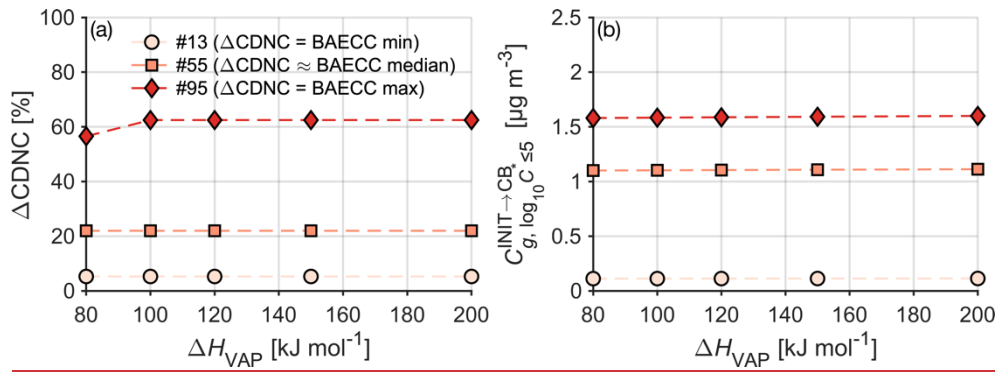 (a)
#13 (ΔCDNC = BAECC min)
#55 (ΔCDNC ≈ BAECC median)
#95 (ΔCDNC = BAECC max)
ΔCDNC [%]
100
80
60
40
20
0
80 100 120 140 160 180 200
ΔH_VAP [kJ mol⁻¹]
(b)
C_{g, log₁₀ C* ≤5}^{INIT→CB} [µg m⁻³]
2.5
2
1.5
1
0.5
0
80 100 120 140 160 180 200
ΔH_VAP [kJ mol⁻¹]